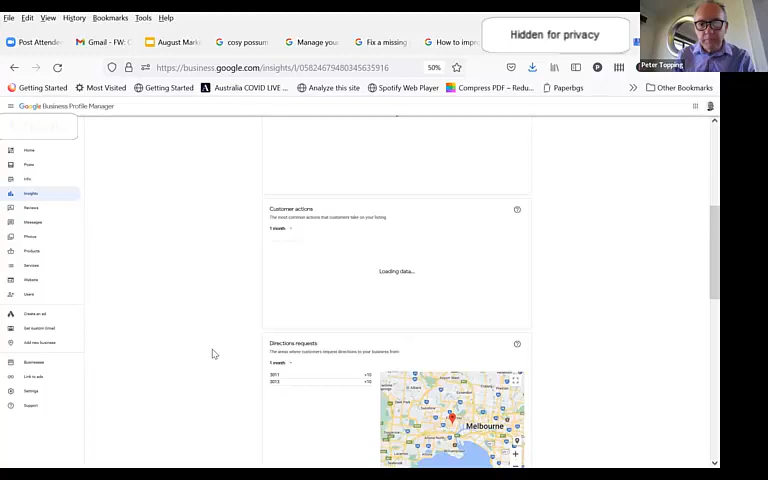 File Edit View History Bookmarks Tools Help
Post Attender
Gmail - FW: C
August Mark
cosy possum
Manage your
Fix a missing
How to impro
Hidden for privacy
https://business.google.com/insights/l/05824679480345635916
50%
Getting Started
Most Visited
Getting Started
Australia COVID LIVE ...
Analyze this site
Spotify Web Player
Compress PDF – Redu...
Paperbgs
Other Bookmarks
Peter Topping
Google Business Profile Manager
Home
Posts
Info
Insights
Reviews
Messages
Photos
Products
Services
Website
Users
Create an ad
Get custom Email
Add new business
Businesses
Link to ads
Settings
Support
Customer actions
The most common actions that customers take on your listing
1 month
Loading data...
Directions requests
The areas where customers request directions to your business from
1 month
3011 <10
3013 <10
Melbourne